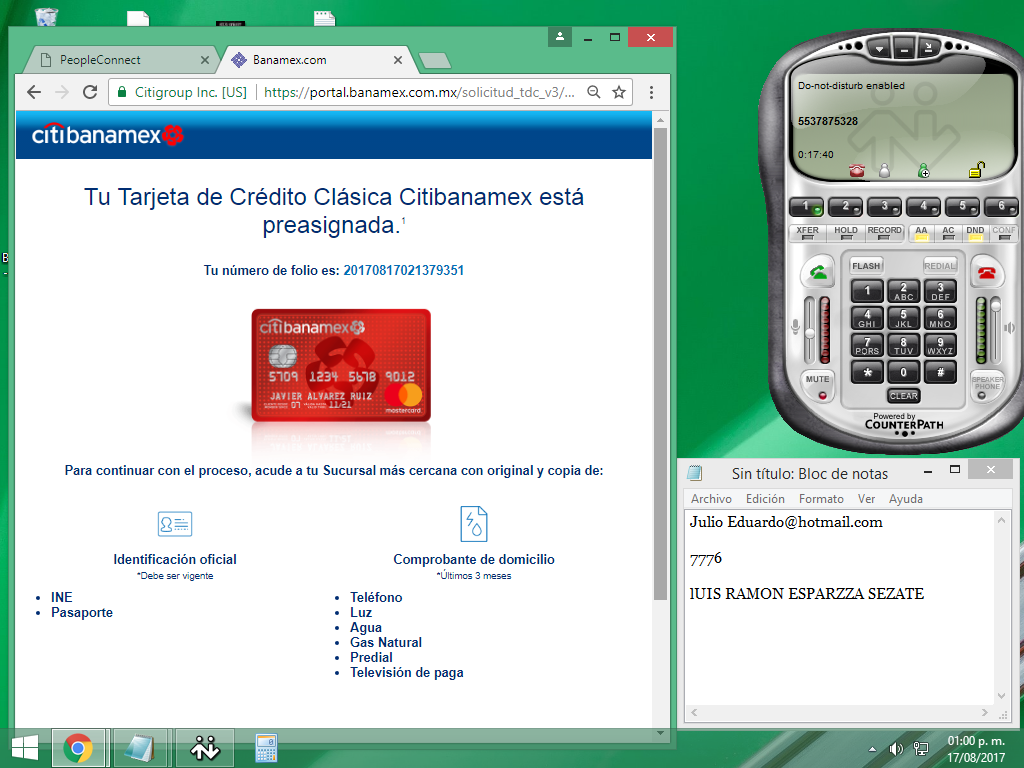 PeopleConnect
Banamex.com
Citigroup Inc. [US]
https://portal.banamex.com.mx/solicitud_tdc_v3/...
citibanamex
Tu Tarjeta de Crédito Clásica Citibanamex está
preasignada.1
Tu número de folio es: 20170817021379351
citibanamex
5709 1234 5678 9012
07 11/21
JAVIER ALVAREZ RUIZ
mastercard
Para continuar con el proceso, acude a tu Sucursal más cercana con original y copia de:
Identificación oficial
*Debe ser vigente
INE
Pasaporte
Comprobante de domicilio
*Últimos 3 meses
Teléfono
Luz
Agua
Gas Natural
Predial
Televisión de paga
Do-not-disturb enabled
5537875328
0:17:40
1 2 3 4 5 6
XFER HOLD RECORD AA AC DND CONF
FLASH REDIAL
1 2 ABC 3 DEF
4 GHI 5 JKL 6 MNO
7 PQRS 8 TUV 9 WXYZ
* 0 #
MUTE
SPEAKER
PHONE
CLEAR
Powered by
COUNTERPATH
Sin título: Bloc de notas
Archivo Edición Formato Ver Ayuda
Julio Eduardo@hotmail.com
7776
lUIS RAMON ESPARZZA SEZATE
01:00 p. m.
17/08/2017